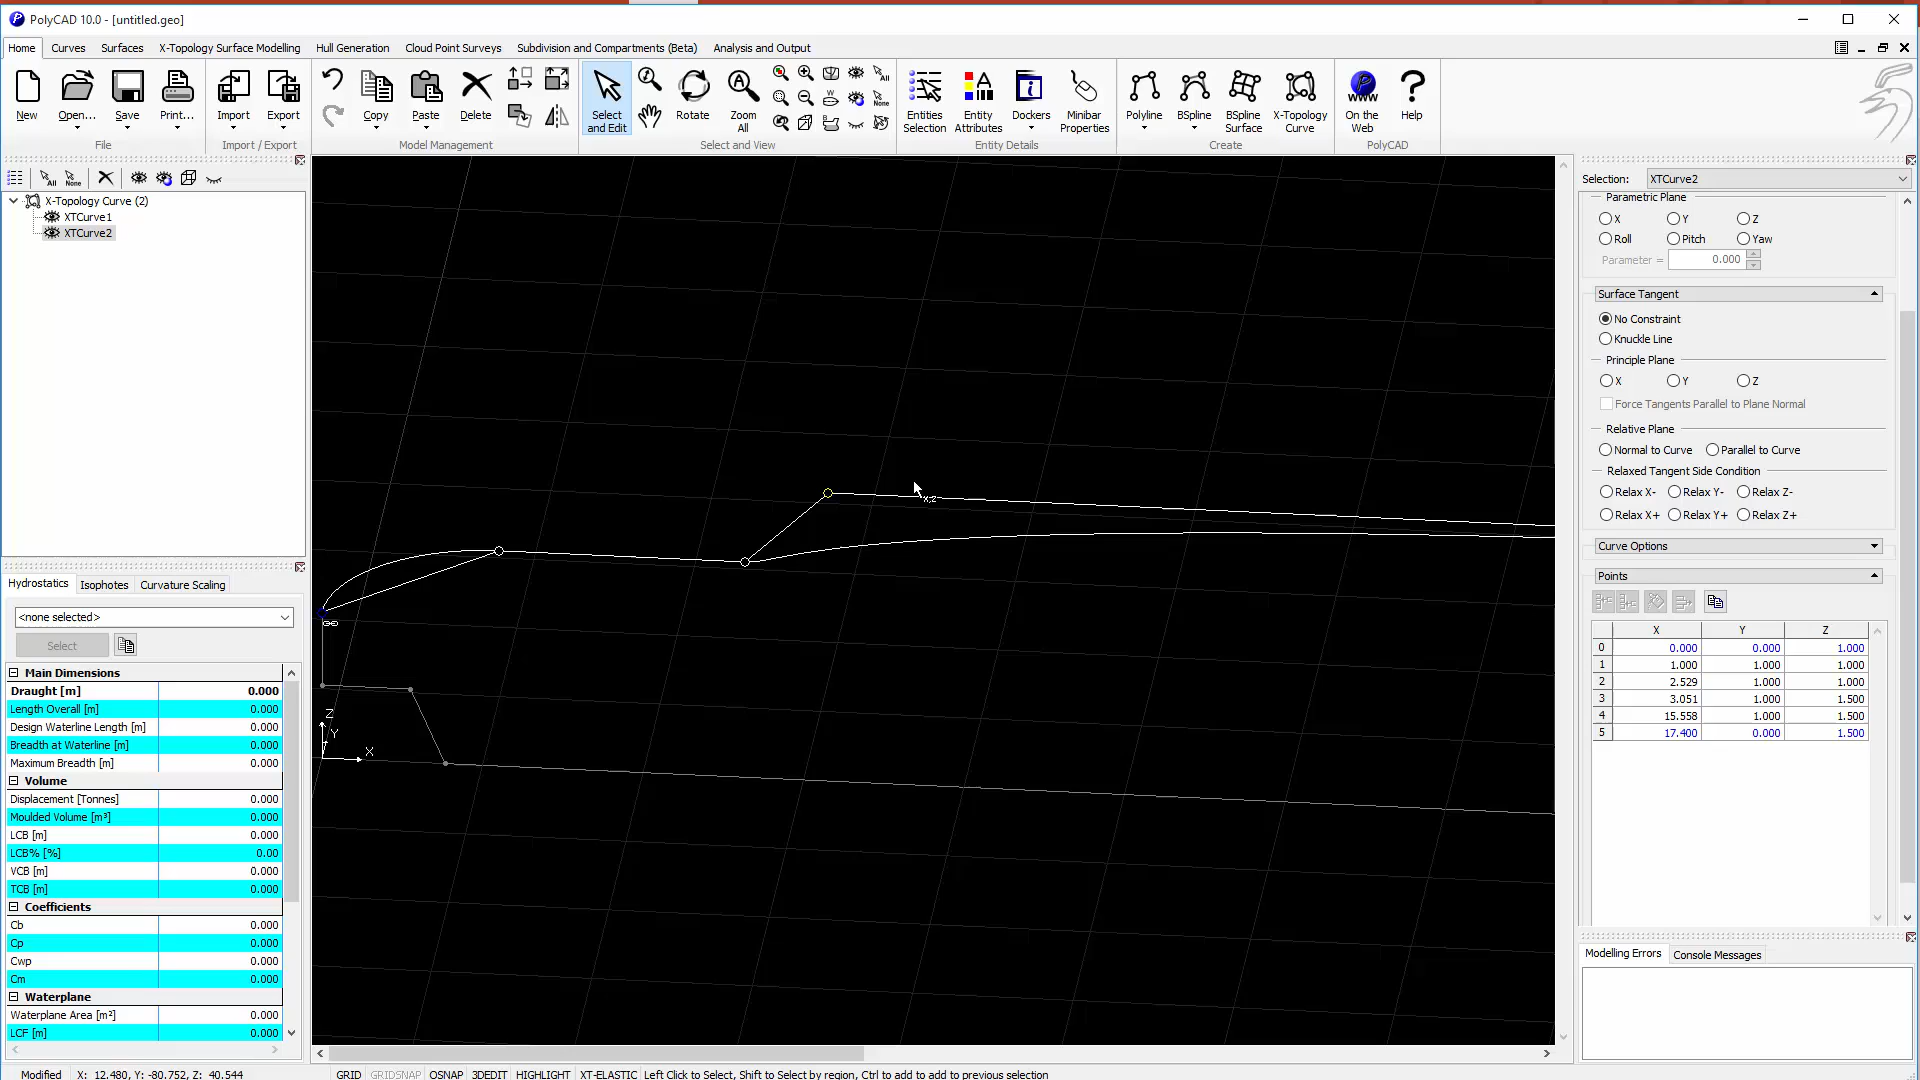 PolyCAD 10.0 - [untitled.geo]
Home Curves Surfaces X-Topology Surface Modelling Hull Generation Cloud Point Surveys Subdivision and Compartments (Beta) Analysis and Output
New Open... Save Print... Import Export Copy Paste Delete Select and Edit Rotate Zoom All Entities Selection Entity Attributes Dockers Minibar Properties Polyline BSpline BSpline Surface X-Topology Curve On the Web Help
File Import / Export Model Management Select and View Entity Details Create PolyCAD
X-Topology Curve (2)
XTCurve1
XTCurve2
Hydrostatics Isophotes Curvature Scaling
<none selected>
Select
Main Dimensions
Draught [m] 0.000
Length Overall [m] 0.000
Design Waterline Length [m] 0.000
Breadth at Waterline [m] 0.000
Maximum Breadth [m] 0.000
Volume
Displacement [Tonnes] 0.000
Moulded Volume [m³] 0.000
LCB [m] 0.000
LCB% [%] 0.00
VCB [m] 0.000
TCB [m] 0.000
Coefficients
Cb 0.000
Cp 0.000
Cwp 0.000
Cm 0.000
Waterplane
Waterplane Area [m²] 0.000
LCF [m] 0.000
x,z
Z
Y
X
Selection: XTCurve2
Parametric Plane
X Y Z
Roll Pitch Yaw
Parameter = 0.000
Surface Tangent
No Constraint
Knuckle Line
Principle Plane
X Y Z
Force Tangents Parallel to Plane Normal
Relative Plane
Normal to Curve Parallel to Curve
Relaxed Tangent Side Condition
Relax X- Relax Y- Relax Z-
Relax X+ Relax Y+ Relax Z+
Curve Options
Points
X Y Z
0 0.000 0.000 1.000
1 1.000 1.000 1.000
2 2.529 1.000 1.000
3 3.051 1.000 1.500
4 15.558 1.000 1.500
5 17.400 0.000 1.500
Modelling Errors Console Messages
Modified X: 12.480, Y: -80.752, Z: 40.544 GRID GRIDSNAP OSNAP 3DEDIT HIGHLIGHT XT-ELASTIC Left Click to Select, Shift to Select by region, Ctrl to add to add to previous selection